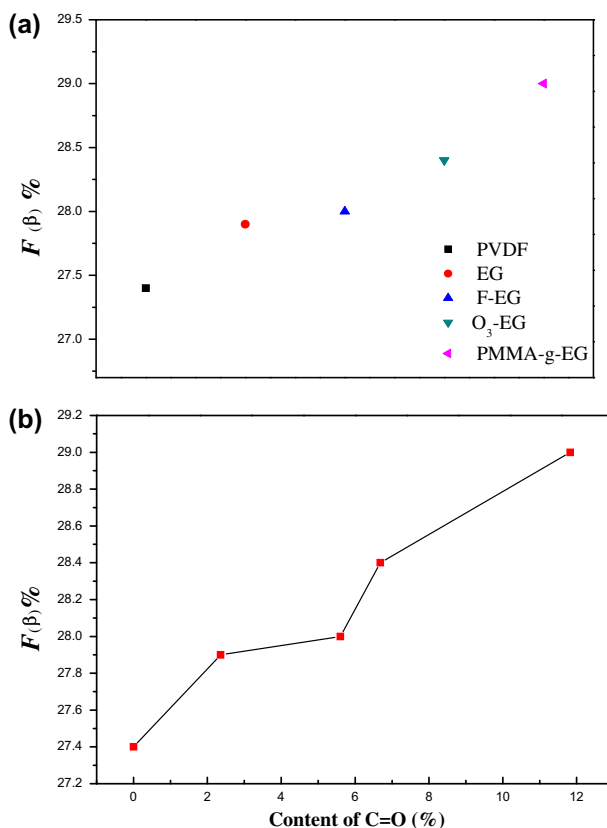 (a)
29.5
29.0
28.5
28.0
27.5
27.0
F (β) %
PVDF
EG
F-EG
O₃-EG
PMMA-g-EG
(b)
29.2
29.0
28.8
28.6
28.4
28.2
28.0
27.8
27.6
27.4
27.2
F (β) %
0 2 4 6 8 10 12
Content of C=O (%)